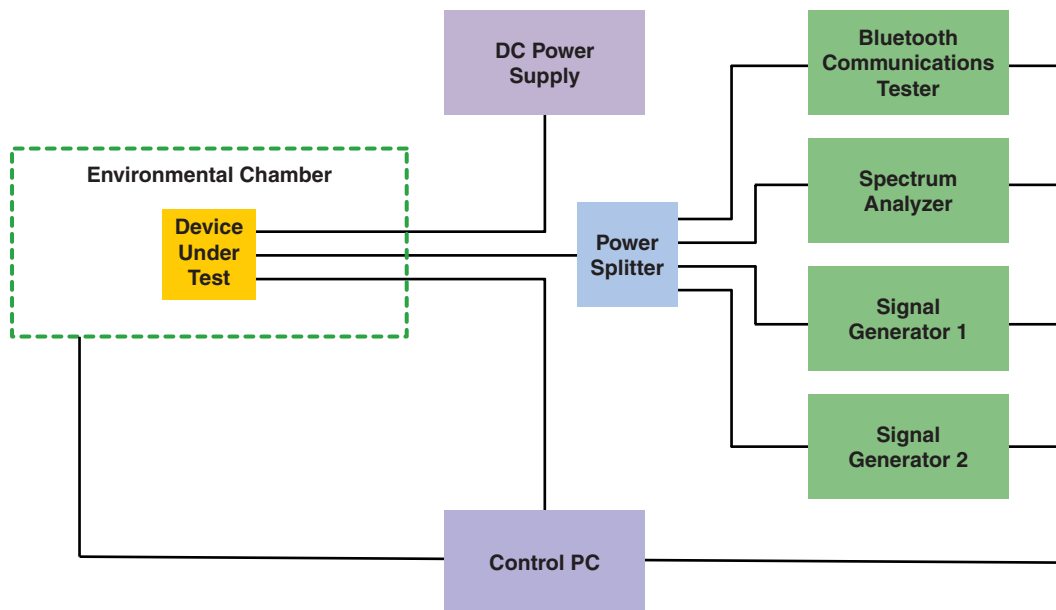 DC Power
Supply
Bluetooth
Communications
Tester
Environmental Chamber
Device
Under
Test
Power
Splitter
Spectrum
Analyzer
Signal
Generator 1
Signal
Generator 2
Control PC